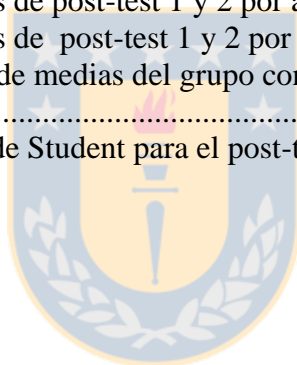 de post-test 1 y 2 por
s de post-test 1 y 2 por
de medias del grupo con
........................................
de Student para el post-t